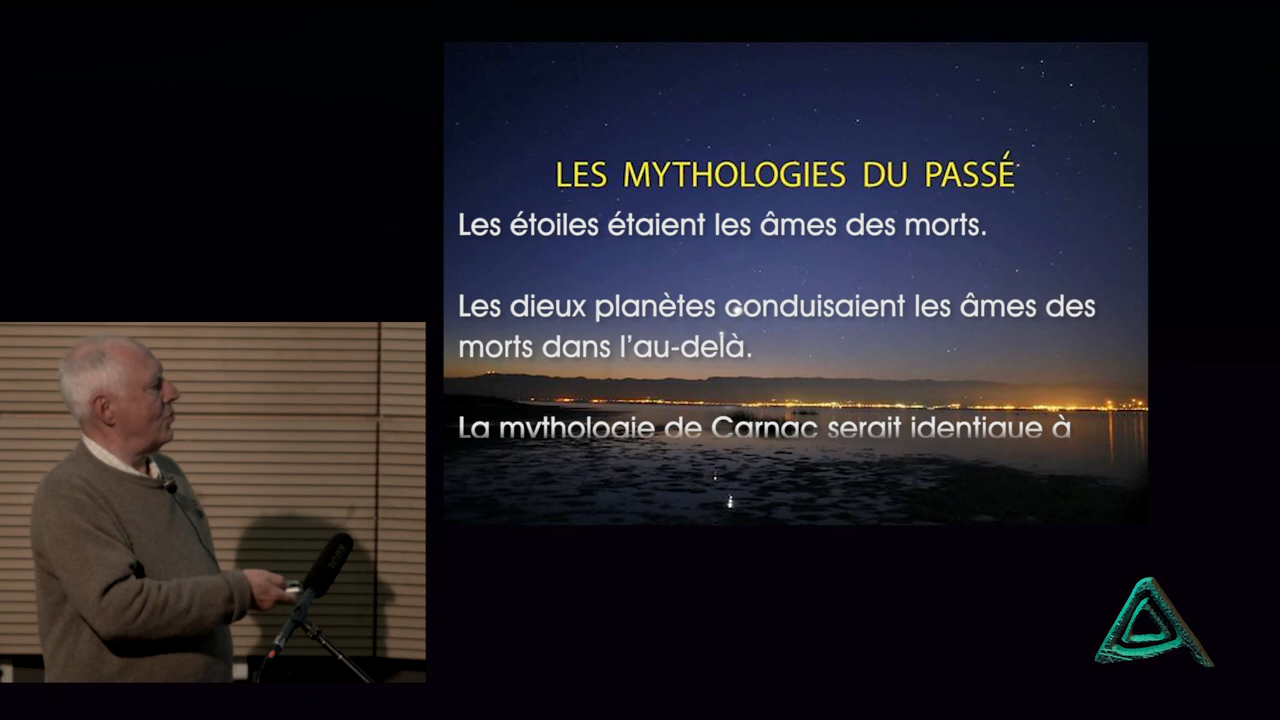 LES MYTHOLOGIES DU PASSÉ
Les étoiles étaient les âmes des morts.
Les dieux planètes conduisaient les âmes des
morts dans l'au-delà.
La mythologie de Carnac serait identique à
SONY